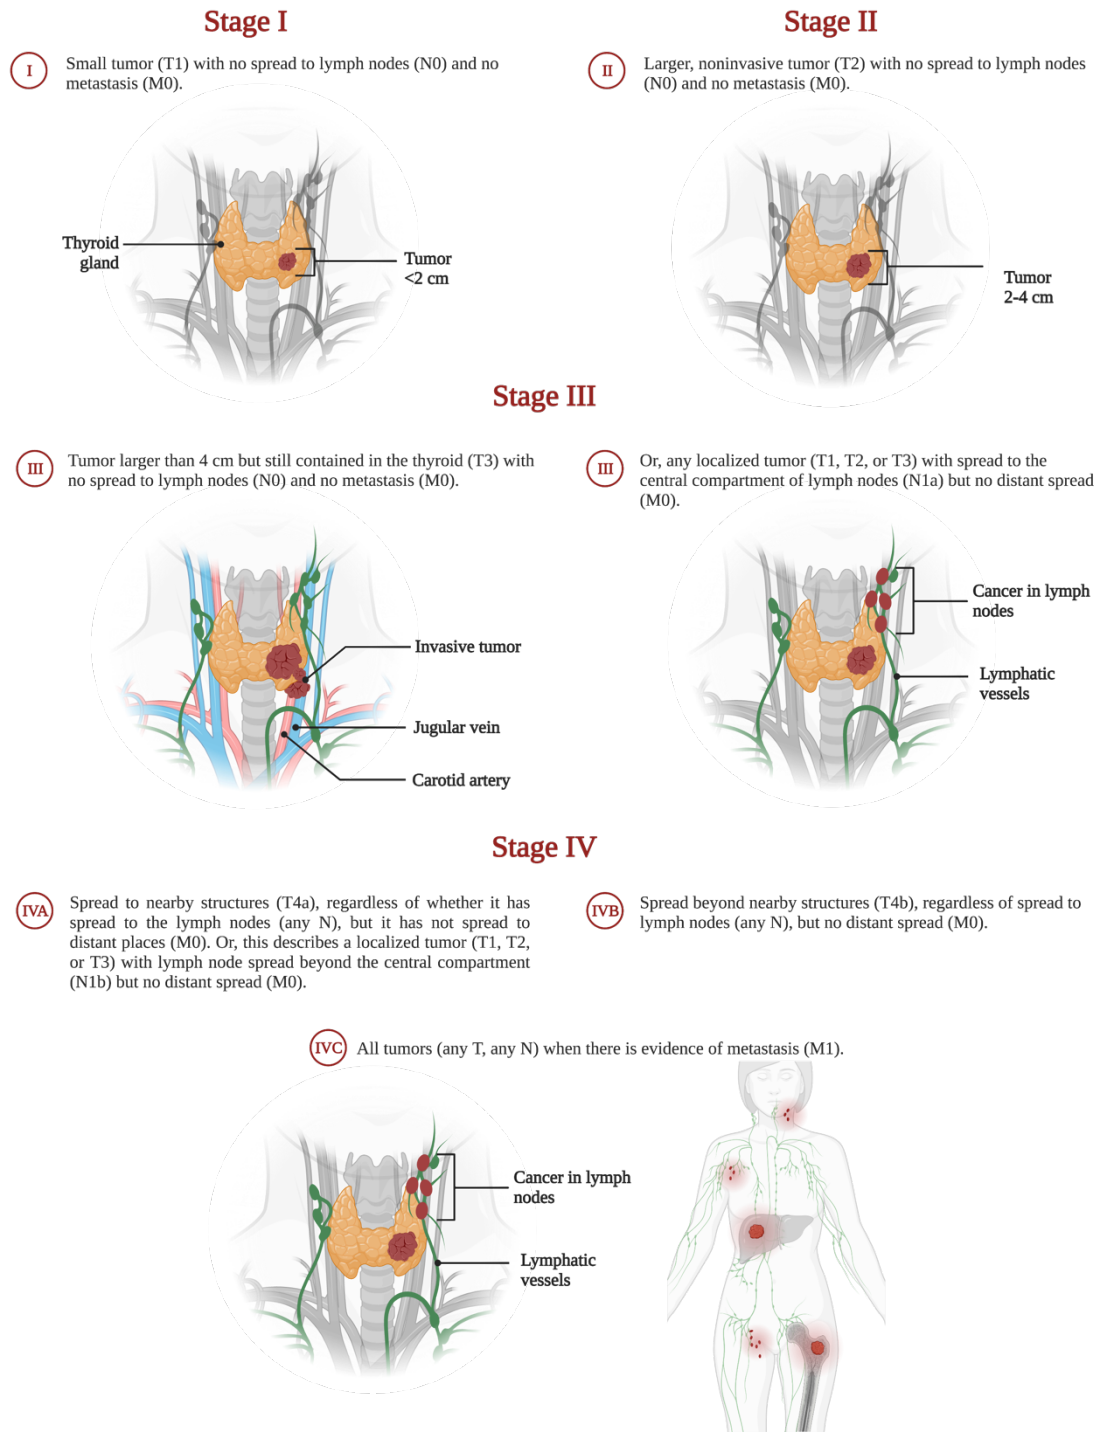 Stage I
I
Small tumor (T1) with no spread to lymph nodes (N0) and no
metastasis (M0).
Thyroid
gland
Tumor
<2 cm
Stage II
II
Larger, noninvasive tumor (T2) with no spread to lymph nodes
(N0) and no metastasis (M0).
Tumor
2-4 cm
Stage III
III
Tumor larger than 4 cm but still contained in the thyroid (T3) with
no spread to lymph nodes (N0) and no metastasis (M0).
Invasive tumor
Jugular vein
Carotid artery
III
Or, any localized tumor (T1, T2, or T3) with spread to the
central compartment of lymph nodes (N1a) but no distant spread
(M0).
Cancer in lymph
nodes
Lymphatic
vessels
Stage IV
IVA
Spread to nearby structures (T4a), regardless of whether it has
spread to the lymph nodes (any N), but it has not spread to
distant places (M0). Or, this describes a localized tumor (T1, T2,
or T3) with lymph node spread beyond the central compartment
(N1b) but no distant spread (M0).
IVB
Spread beyond nearby structures (T4b), regardless of spread to
lymph nodes (any N), but no distant spread (M0).
IVC
All tumors (any T, any N) when there is evidence of metastasis (M1).
Cancer in lymph
nodes
Lymphatic
vessels